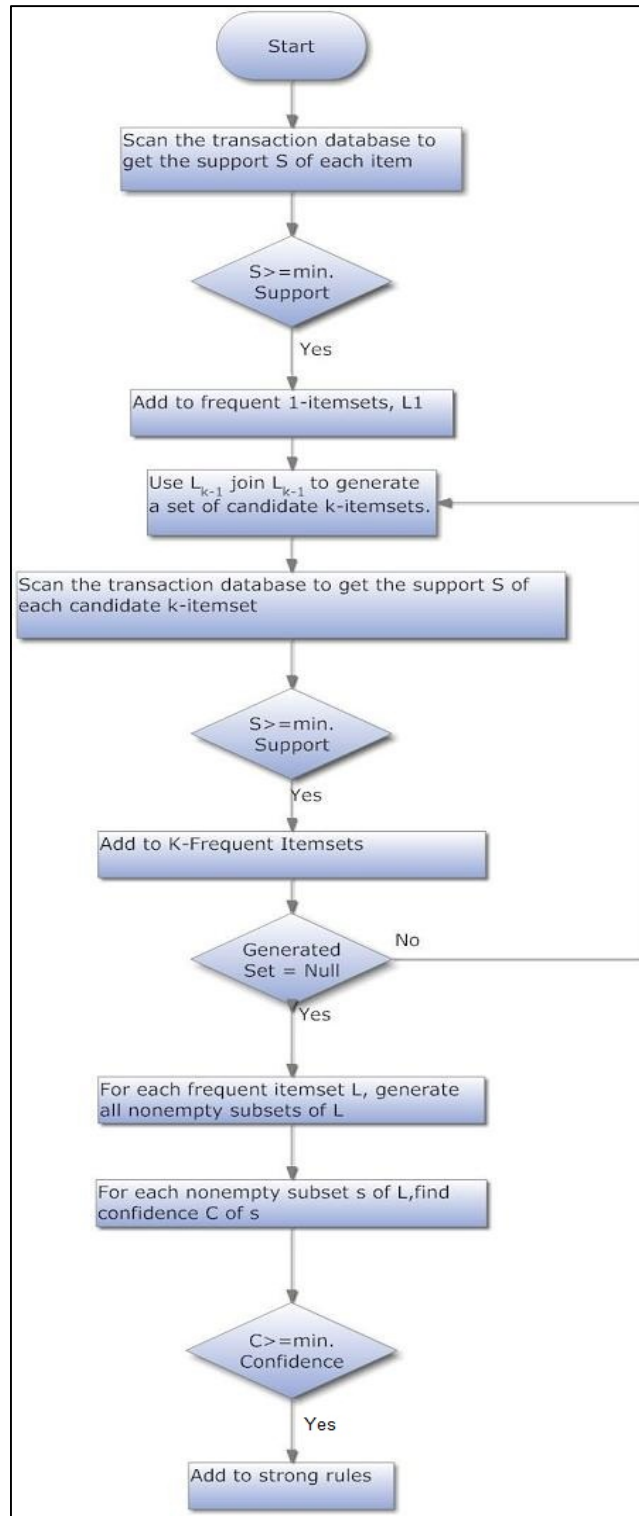 Start
Scan the transaction database to
get the support S of each item
S>=min.
Support
Yes
Add to frequent 1-itemsets, L1
Use Lk-1 join Lk-1 to generate
a set of candidate k-itemsets.
Scan the transaction database to get the support S of
each candidate k-itemset
S>=min.
Support
Yes
Add to K-Frequent Itemsets
Generated
Set = Null
No
Yes
For each frequent itemset L, generate
all nonempty subsets of L
For each nonempty subset s of L,find
confidence C of s
C>=min.
Confidence
Yes
Add to strong rules